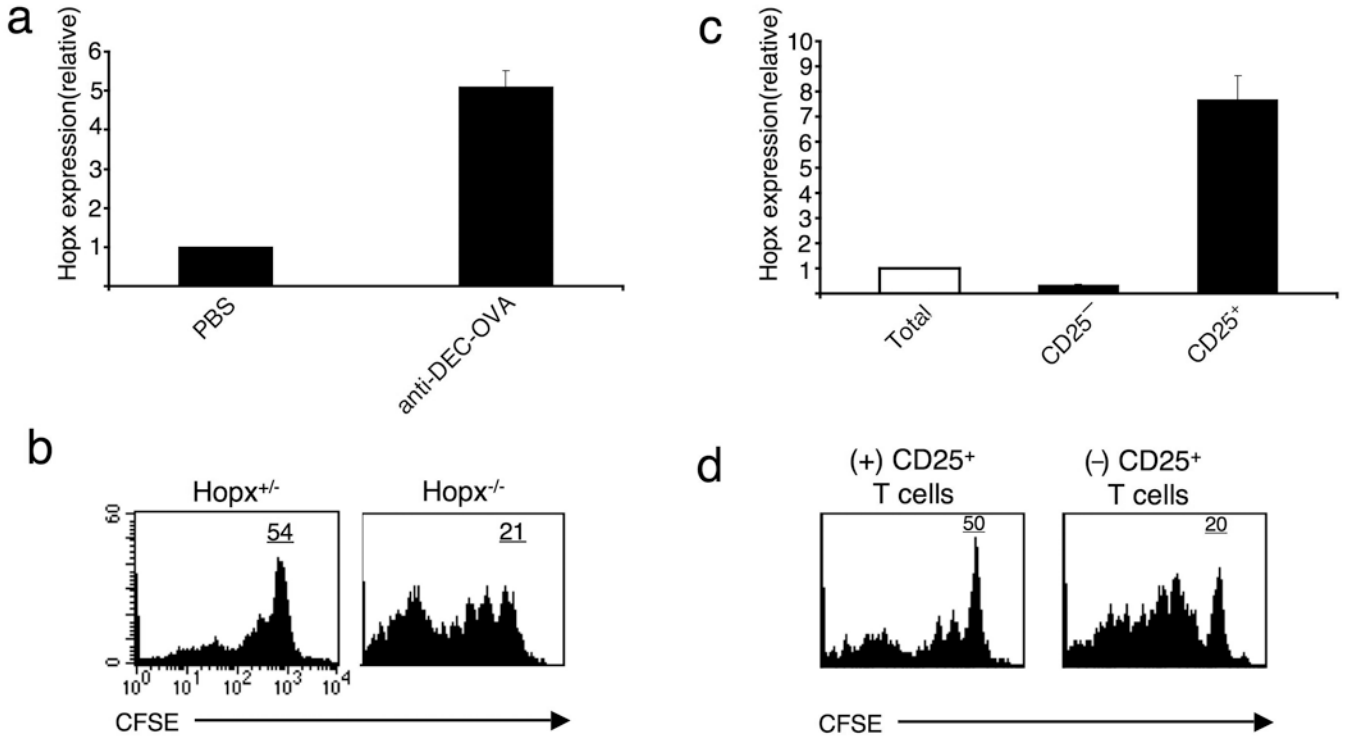 a
Hopx expression(relative)
6
5
4
3
2
1
PBS
anti-DEC-OVA
c
Hopx expression(relative)
10
9
8
7
6
5
4
3
2
1
Total
CD25⁻
CD25⁺
b
Hopx⁺/⁻
Hopx⁻/⁻
60
0
54
21
10⁰ 10¹ 10² 10³ 10⁴
CFSE
d
(+) CD25⁺
T cells
(–) CD25⁺
T cells
50
20
CFSE